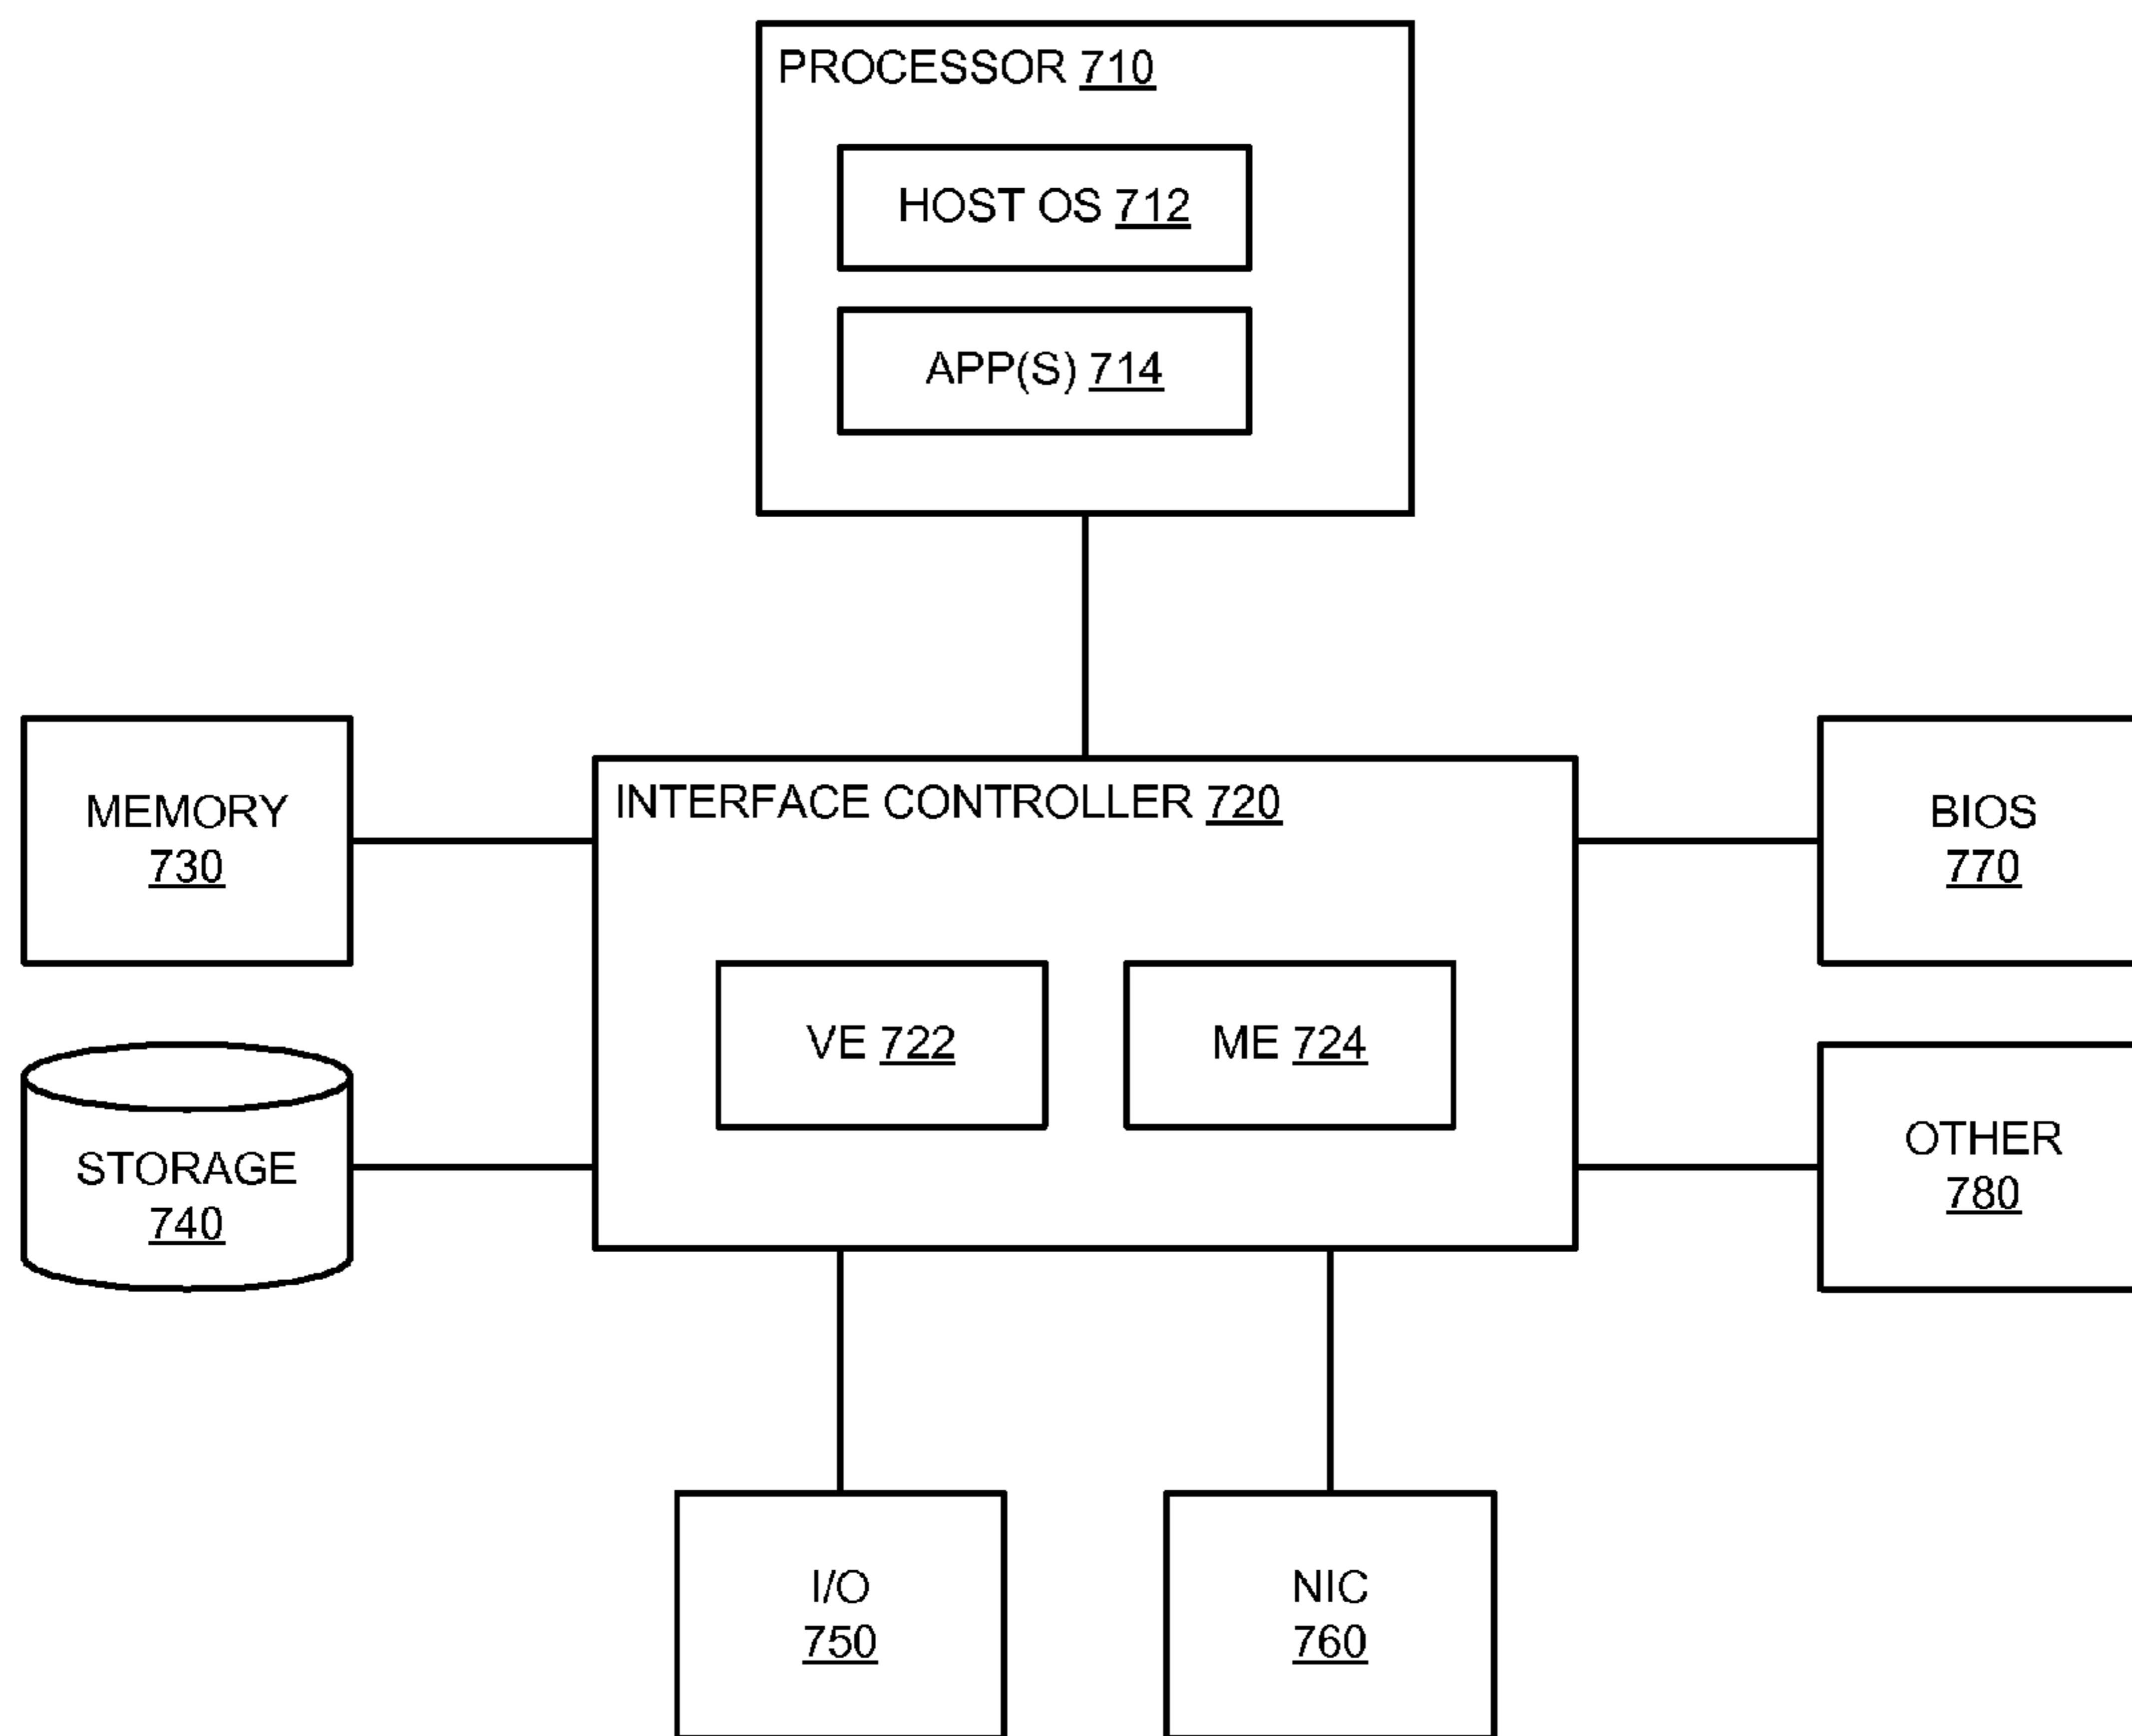 PROCESSOR 710
HOST OS 712
APP(S) 714
MEMORY
730
INTERFACE CONTROLLER 720
BIOS
770
VE 722
ME 724
STORAGE
740
OTHER
780
I/O
750
NIC
760